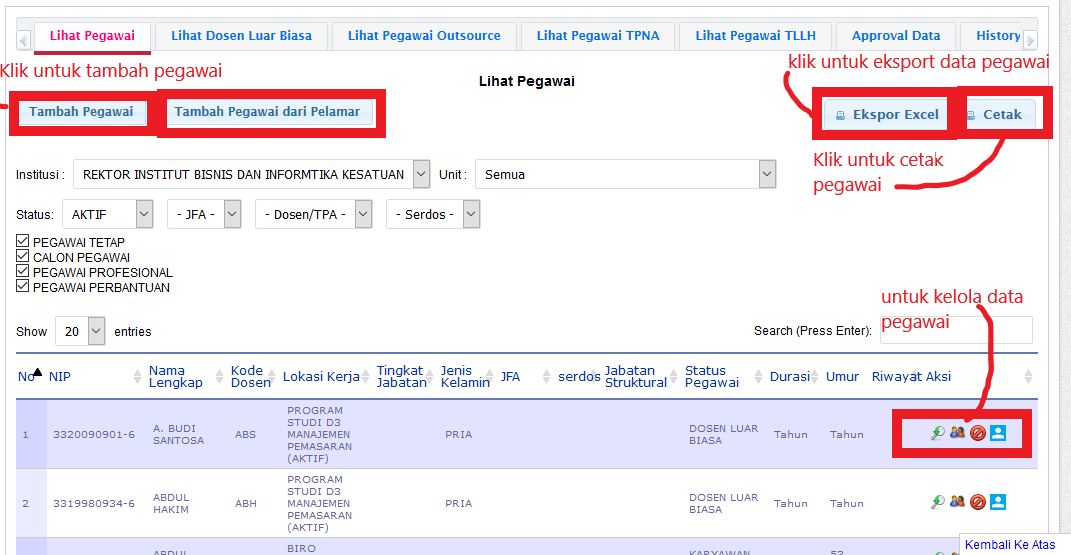 Lihat Pegawai Lihat Dosen Luar Biasa Lihat Pegawai Outsource Lihat Pegawai TPNA Lihat Pegawai TLLH Approval Data History
Klik untuk tambah pegawai
klik untuk eksport data pegawai
Lihat Pegawai
Tambah Pegawai Tambah Pegawai dari Pelamar Ekspor Excel Cetak
Klik untuk cetak
pegawai
Institusi : REKTOR INSTITUT BISNIS DAN INFORMTIKA KESATUAN Unit : Semua
Status: AKTIF - JFA - - Dosen/TPA - - Serdos -
PEGAWAI TETAP
CALON PEGAWAI
PEGAWAI PROFESIONAL
PEGAWAI PERBANTUAN
untuk kelola data
pegawai
Show 20 entries Search (Press Enter):
No NIP Nama Lengkap Kode Dosen Lokasi Kerja Tingkat Jabatan Jenis Kelamin JFA serdos Jabatan Struktural Status Pegawai Durasi Umur Riwayat Aksi
1 3320090901-6 A. BUDI SANTOSA ABS PROGRAM STUDI D3 MANAJEMEN PEMASARAN (AKTIF) PRIA DOSEN LUAR BIASA Tahun Tahun
2 3319980934-6 ABDUL HAKIM ABH PROGRAM STUDI D3 MANAJEMEN PEMASARAN (AKTIF) PRIA DOSEN LUAR BIASA Tahun Tahun
ABDUL BIRO KARYAWAN 53
Kembali Ke Atas